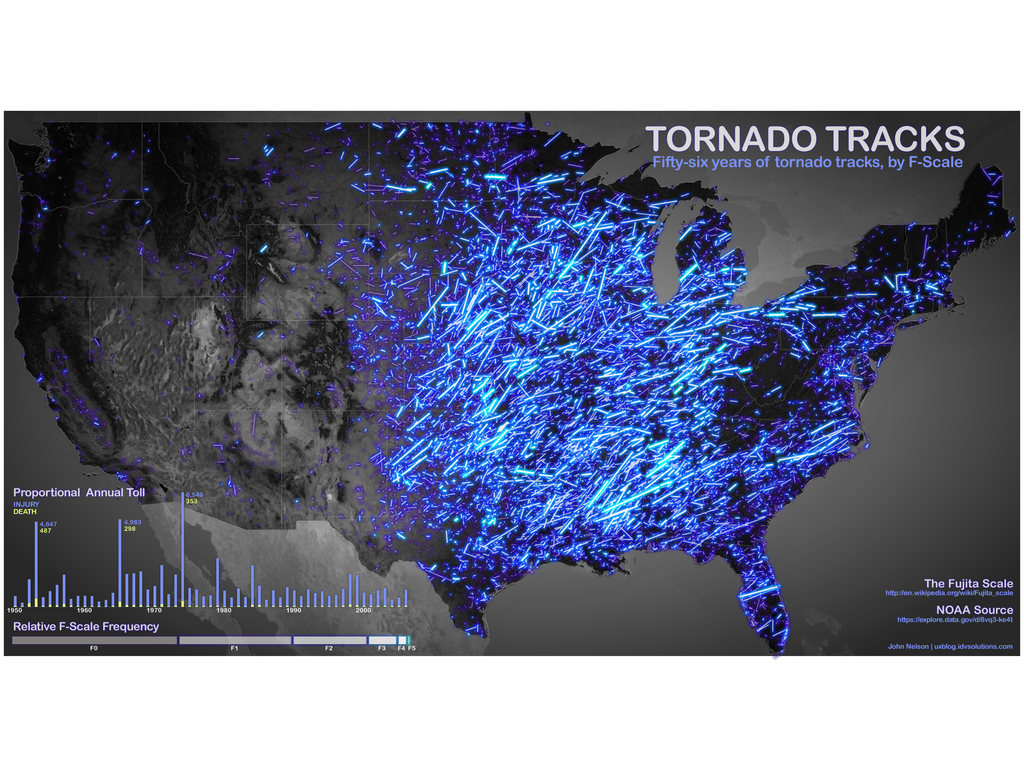 TORNADO TRACKS
Fifty-six years of tornado tracks, by F-Scale
Proportional Annual Toll
INJURY
DEATH
4,647
487
4,983
298
6,546
353
1950 1960 1970 1980 1990 2000
Relative F-Scale Frequency
F0 F1 F2 F3 F4 F5
The Fujita Scale
http://en.wikipedia.org/wiki/Fujita_scale
NOAA Source
https://explore.data.gov/d/8vq3-ke4t
John Nelson | uxblog.idvsolutions.com